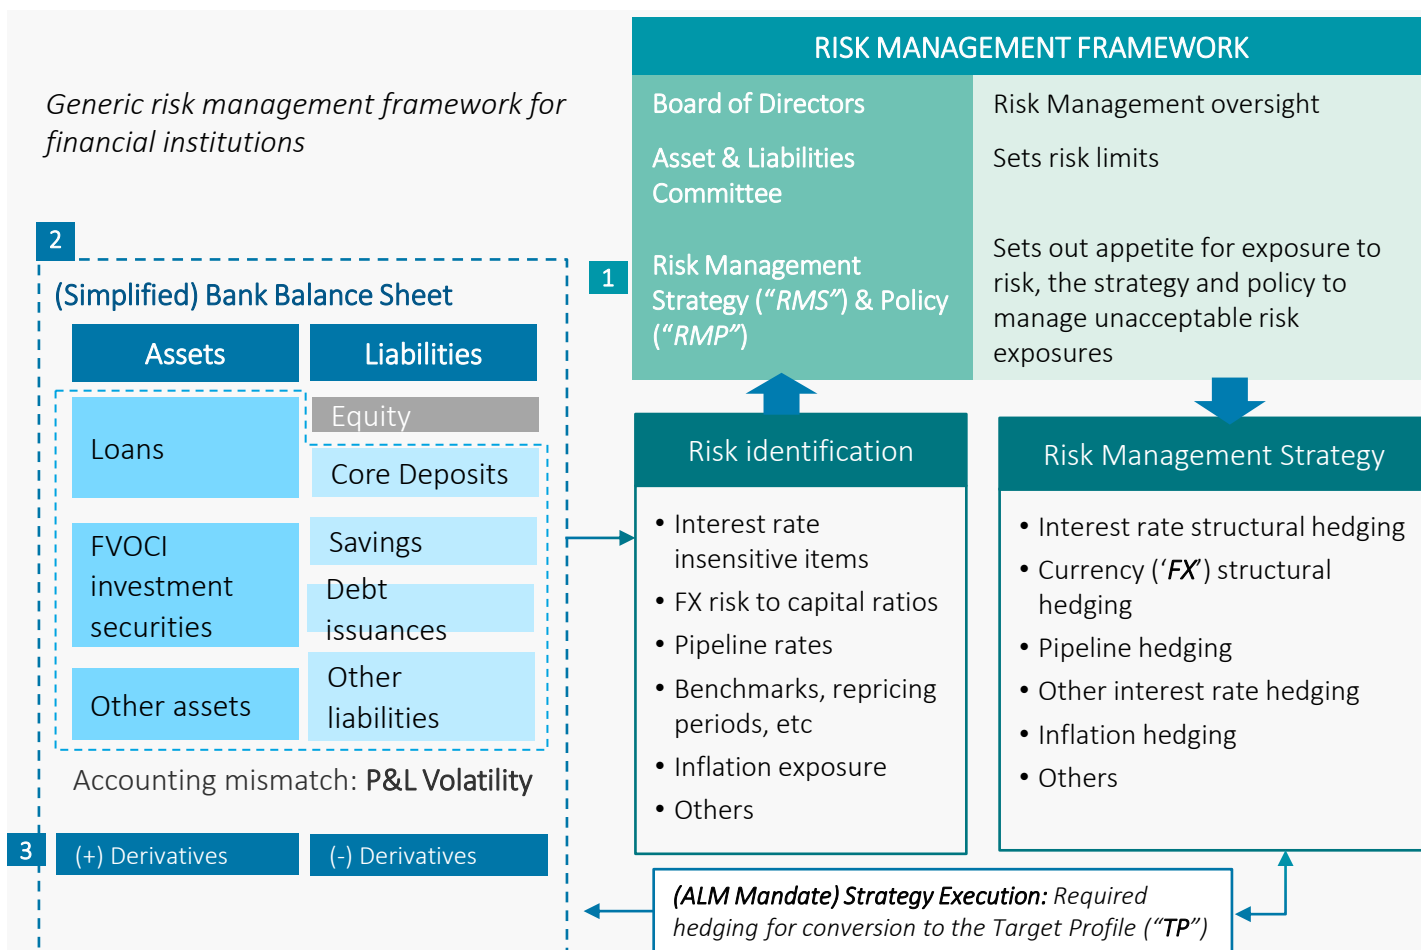 Generic risk management framework for
financial institutions
RISK MANAGEMENT FRAMEWORK
Board of Directors
Risk Management oversight
Asset & Liabilities
Committee
Sets risk limits
1
Risk Management
Strategy (“RMS”) & Policy
(“RMP”)
Sets out appetite for exposure to
risk, the strategy and policy to
manage unacceptable risk
exposures
2
(Simplified) Bank Balance Sheet
Assets
Liabilities
Loans
FVOCI
investment
securities
Other assets
Equity
Core Deposits
Savings
Debt
issuances
Other
liabilities
Accounting mismatch: P&L Volatility
3
(+) Derivatives
(-) Derivatives
Risk identification
• Interest rate
insensitive items
• FX risk to capital ratios
• Pipeline rates
• Benchmarks, repricing
periods, etc
• Inflation exposure
• Others
Risk Management Strategy
• Interest rate structural hedging
• Currency (‘FX’) structural
hedging
• Pipeline hedging
• Other interest rate hedging
• Inflation hedging
• Others
(ALM Mandate) Strategy Execution: Required
hedging for conversion to the Target Profile (“TP”)